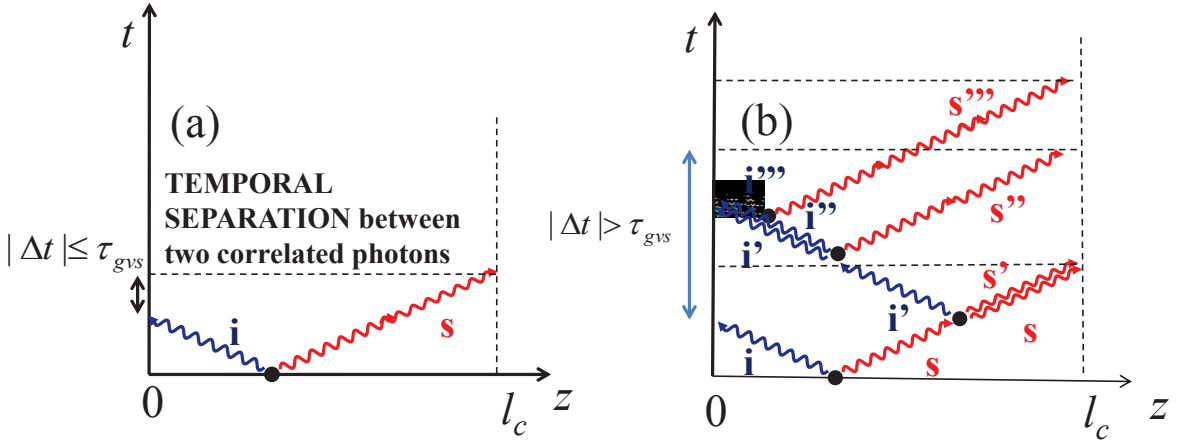 t
(a)
TEMPORAL
SEPARATION between
two correlated photons
| Δt | ≤ τ_gvs
i
s
0
l_c
z
t
(b)
s’’’
i’’’
i’’
s’’
| Δt | > τ_gvs
i’
s’
i’
s
i
s
0
l_c
z